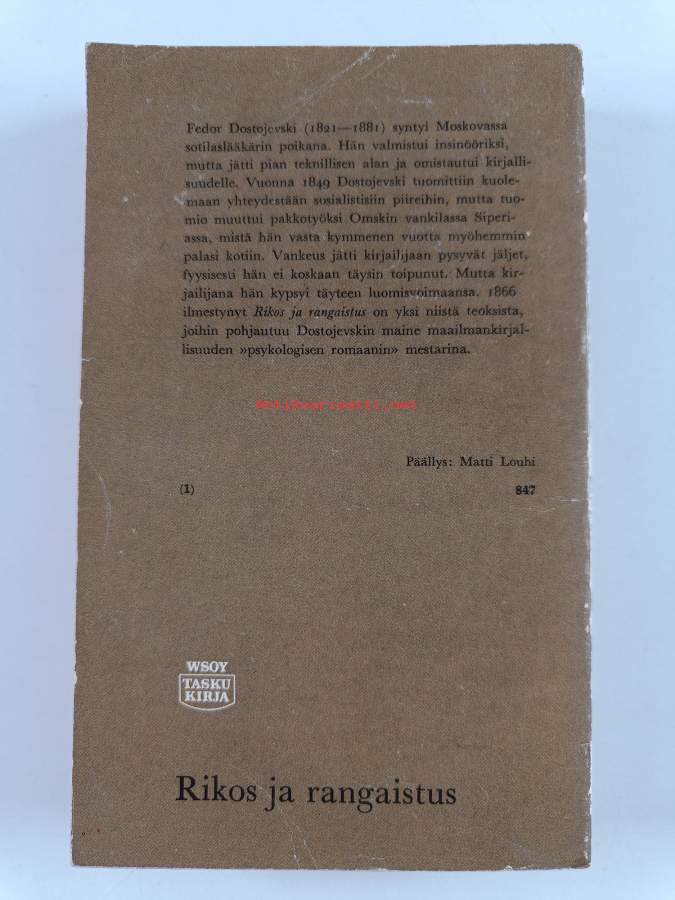 Fedor Dostojevski (1821—1881) syntyi Moskovassa
sotilaslääkärin poikana. Hän valmistui insinööriksi,
mutta jätti pian teknillisen alan ja omistautui kirjalli-
suudelle. Vuonna 1849 Dostojevski tuomittiin kuole-
maan yhteydestään sosialistisiin piireihin, mutta tuo-
mio muuttui pakkotyöksi Omskin vankilassa Siperi-
assa, mistä hän vasta kymmenen vuotta myöhemmin
palasi kotiin. Vankeus jätti kirjailijaan pysyvät jäljet,
fyysisesti hän ei koskaan täysin toipunut. Mutta kir-
jailijana hän kypsyi täyteen luomisvoimaansa. 1866
ilmestynyt Rikos ja rangaistus on yksi niistä teoksista,
joihin pohjautuu Dostojevskin maine maailmankirjal-
lisuuden »psykologisen romaanin» mestarina.
Antikvariaatti.net
Päällys: Matti Louhi
(1) 847
WSOY
TASKU
KIRJA
Rikos ja rangaistus